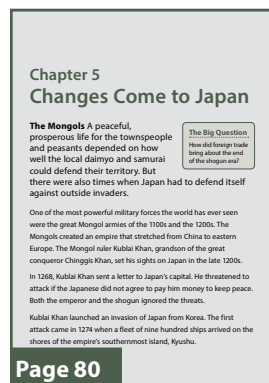 Chapter 5
Changes Come to Japan
The Mongols A peaceful,
prosperous life for the townspeople
and peasants depended on how
well the local daimyo and samurai
could defend their territory. But
there were also times when Japan had to defend itself
against outside invaders.
The Big Question
How did foreign trade
bring about the end
of the shogun era?
One of the most powerful military forces the world has ever seen
were the great Mongol armies of the 1100s and the 1200s. The
Mongols created an empire that stretched from China to eastern
Europe. The Mongol ruler Kublai Khan, grandson of the great
conqueror Chinggis Khan, set his sights on Japan in the late 1200s.
In 1268, Kublai Khan sent a letter to Japan's capital. He threatened to
attack if the Japanese did not agree to pay him money to keep peace.
Both the emperor and the shogun ignored the threats.
Kublai Khan launched an invasion of Japan from Korea. The first
attack came in 1274 when a fleet of nine hundred ships arrived on the
shores of the empire's southernmost island, Kyushu.
Page 80